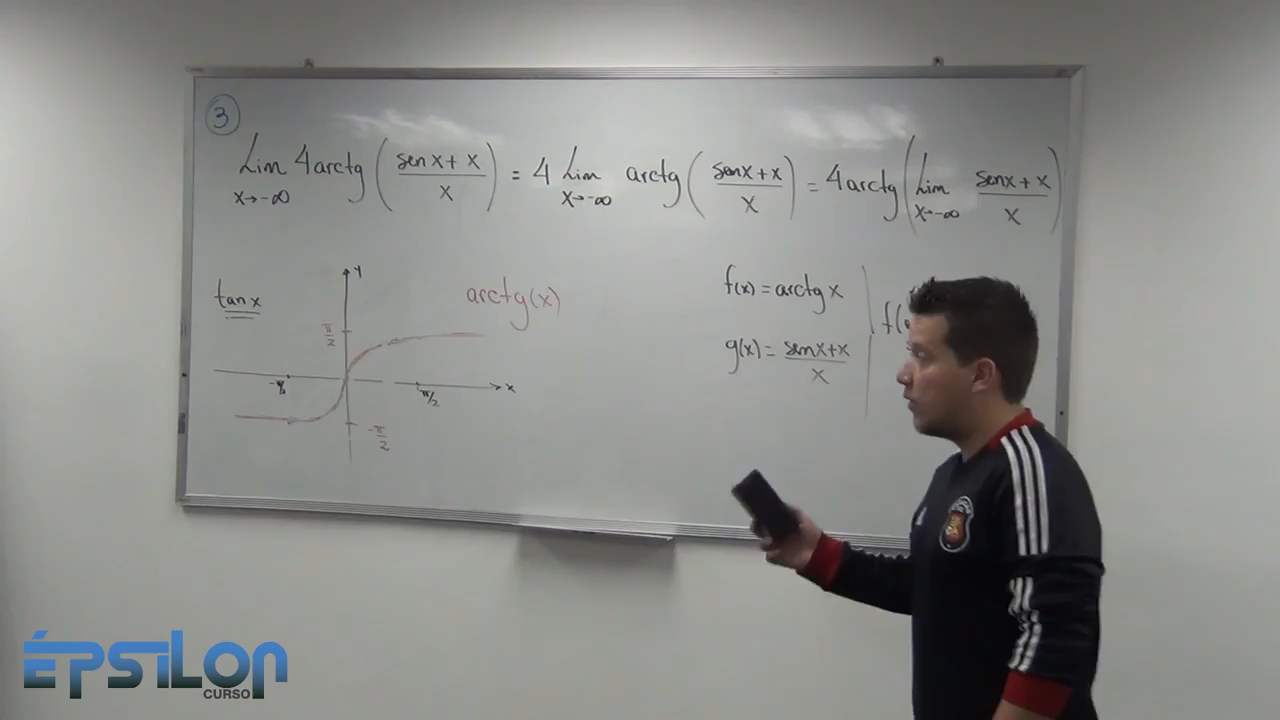 3
Lim 4arctg ( sen x + x / x ) = 4 Lim arctg ( senx + x / x ) = 4arctg ( Lim senx + x / x )
x→-∞ x→-∞ x→-∞
tan x
y
arctg(x)
π/2
x
π/2
-π/2
f(x) = arctg x
f(
g(x) = senx+x / x
ÉPSILON
CURSO